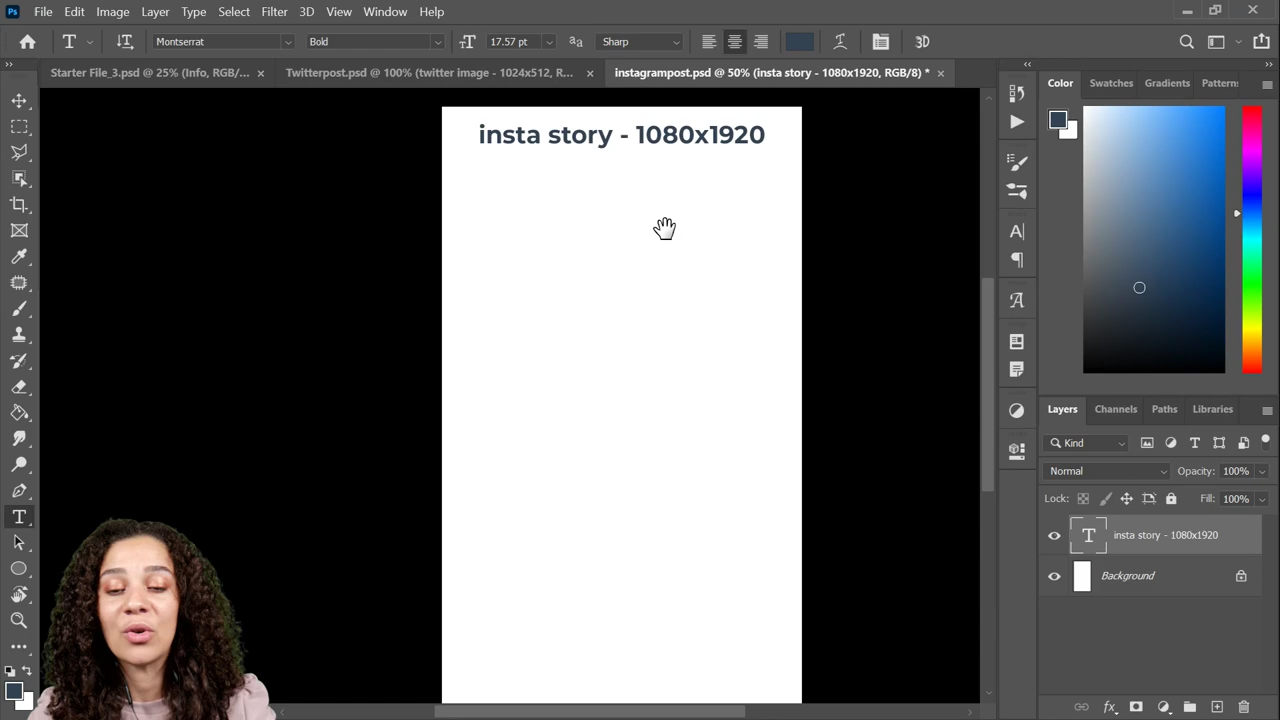 Ps File Edit Image Layer Type Select Filter 3D View Window Help
T Montserrat Bold 17.57 pt Sharp 3D
Starter File_3.psd @ 25% (Info, RGB/... × Twitterpost.psd @ 100% (twitter image - 1024x512, R... × instagrampost.psd @ 50% (insta story - 1080x1920, RGB/8) * ×
Color Swatches Gradients Patterns
insta story - 1080x1920
Layers Channels Paths Libraries
Kind
Normal Opacity: 100%
Lock: Fill: 100%
T insta story - 1080x1920
Background